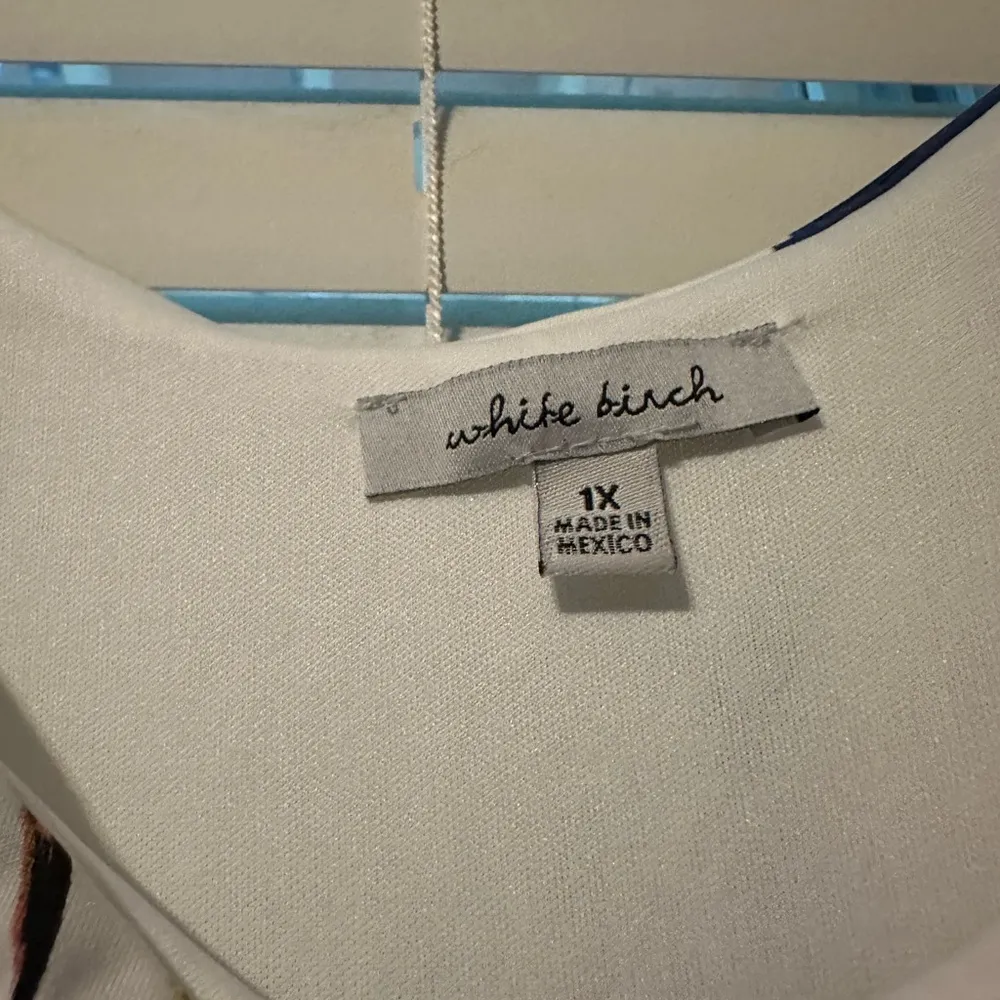 white birch
1X
MADE IN
MEXICO